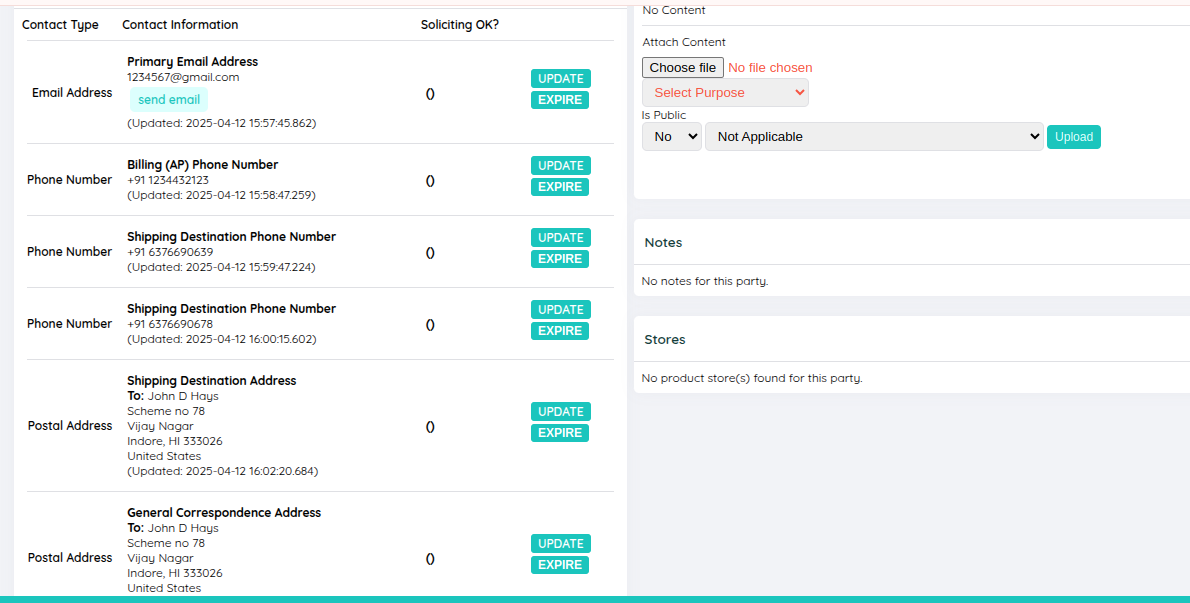 Contact Type Contact Information Soliciting OK?
Email Address
Primary Email Address
1234567@gmail.com
send email
(Updated: 2025-04-12 15:57:45.862)
()
UPDATE
EXPIRE
Phone Number
Billing (AP) Phone Number
+91 1234432123
(Updated: 2025-04-12 15:58:47.259)
()
UPDATE
EXPIRE
Phone Number
Shipping Destination Phone Number
+91 6376690639
(Updated: 2025-04-12 15:59:47.224)
()
UPDATE
EXPIRE
Phone Number
Shipping Destination Phone Number
+91 6376690678
(Updated: 2025-04-12 16:00:15.602)
()
UPDATE
EXPIRE
Postal Address
Shipping Destination Address
To: John D Hays
Scheme no 78
Vijay Nagar
Indore, HI 333026
United States
(Updated: 2025-04-12 16:02:20.684)
()
UPDATE
EXPIRE
Postal Address
General Correspondence Address
To: John D Hays
Scheme no 78
Vijay Nagar
Indore, HI 333026
United States
()
UPDATE
EXPIRE
No Content
Attach Content
Choose file No file chosen
Select Purpose
Is Public
No Not Applicable Upload
Notes
No notes for this party.
Stores
No product store(s) found for this party.